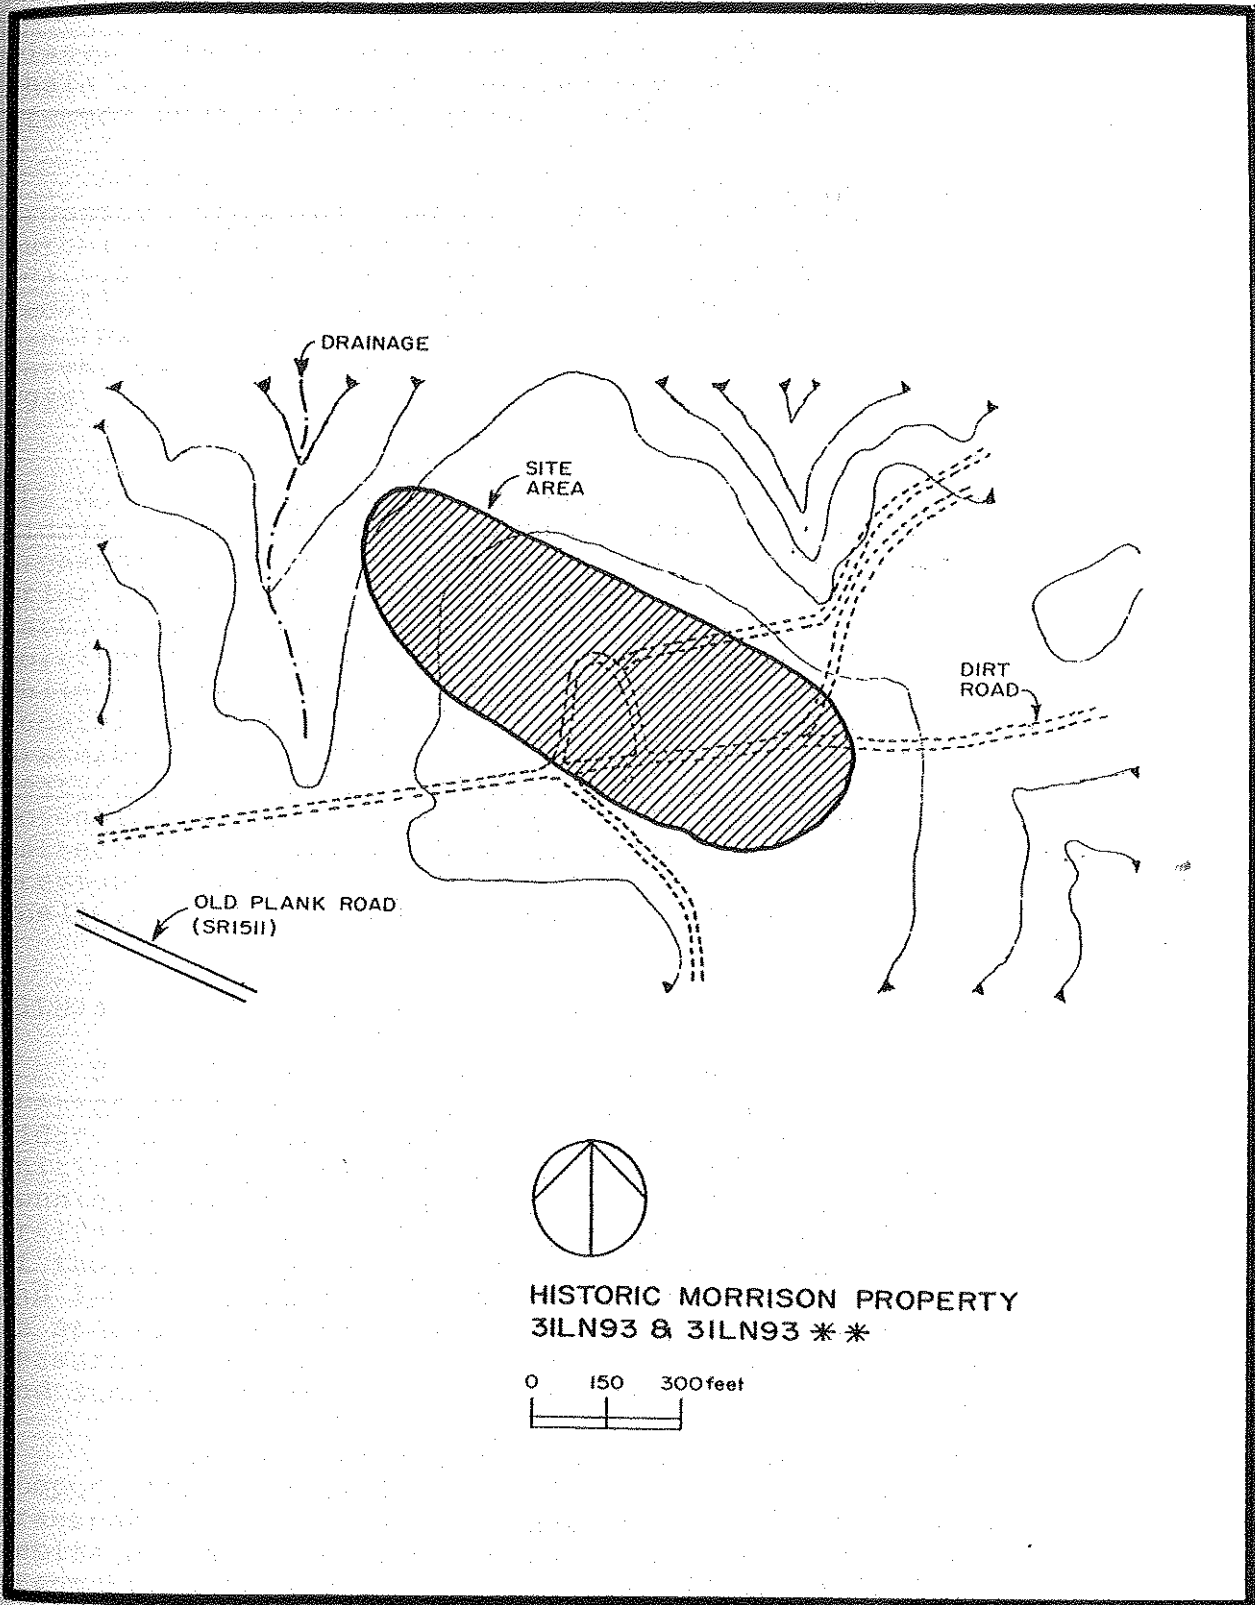 DRAINAGE
SITE
AREA
DIRT
ROAD
OLD PLANK ROAD
(SR1511)
HISTORIC MORRISON PROPERTY
31LN93 & 31LN93 **
0 150 300 feet